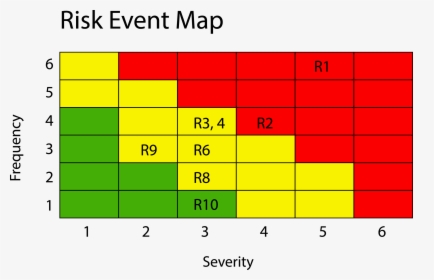 Risk Event Map
6
R1
5
4
R3, 4
R2
3
R9
R6
2
R8
1
R10
Frequency
1 2 3 4 5 6
Severity